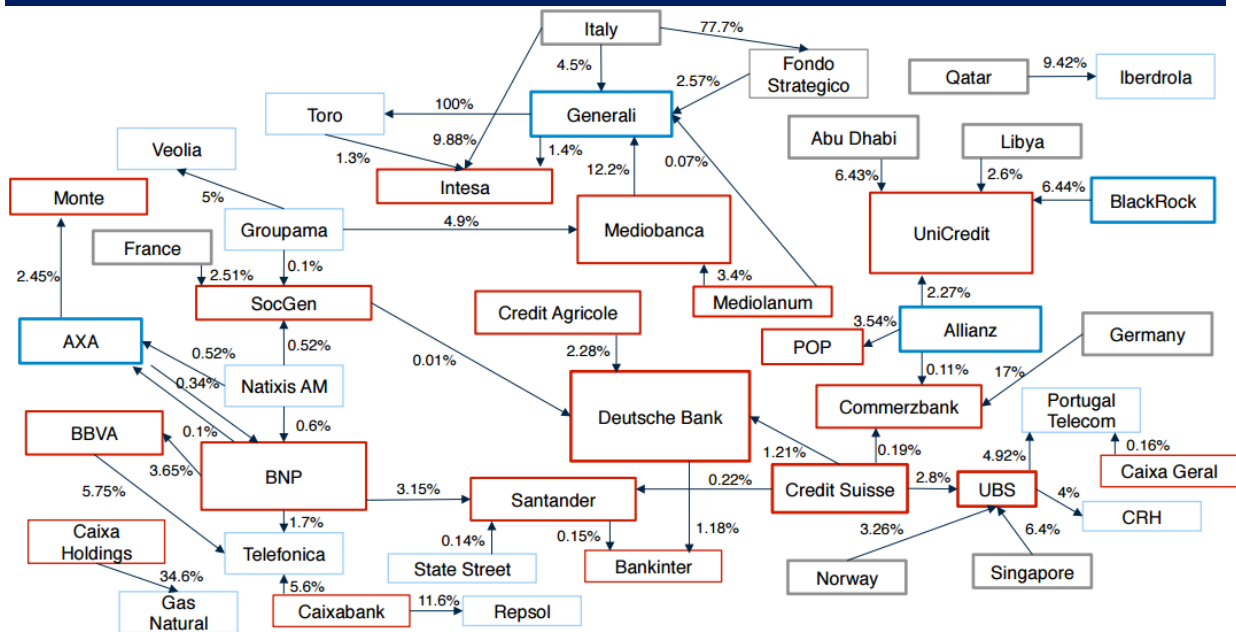 Italy
77.7%
4.5%
Fondo
Strategico
2.57%
Qatar
9.42%
Iberdrola
Toro
100%
Generali
9.88%
1.4%
1.3%
12.2%
0.07%
Abu Dhabi
Libya
6.43%
2.6%
6.44%
BlackRock
Veolia
5%
Intesa
Monte
Groupama
4.9%
Mediobanca
UniCredit
France
2.51%
0.1%
2.45%
SocGen
3.4%
Mediolanum
2.27%
Credit Agricole
AXA
0.52%
0.52%
0.01%
2.28%
POP
3.54%
Allianz
Germany
0.34%
Natixis AM
0.11%
17%
Deutsche Bank
Commerzbank
Portugal
Telecom
BBVA
0.1%
0.6%
3.65%
BNP
1.21%
0.19%
4.92%
0.16%
Caixa Geral
5.75%
3.15%
Santander
0.22%
Credit Suisse
2.8%
UBS
4%
CRH
Caixa
Holdings
1.7%
Telefonica
0.14%
0.15%
1.18%
3.26%
6.4%
34.6%
5.6%
State Street
Bankinter
Norway
Singapore
Gas
Natural
Caixabank
11.6%
Repsol